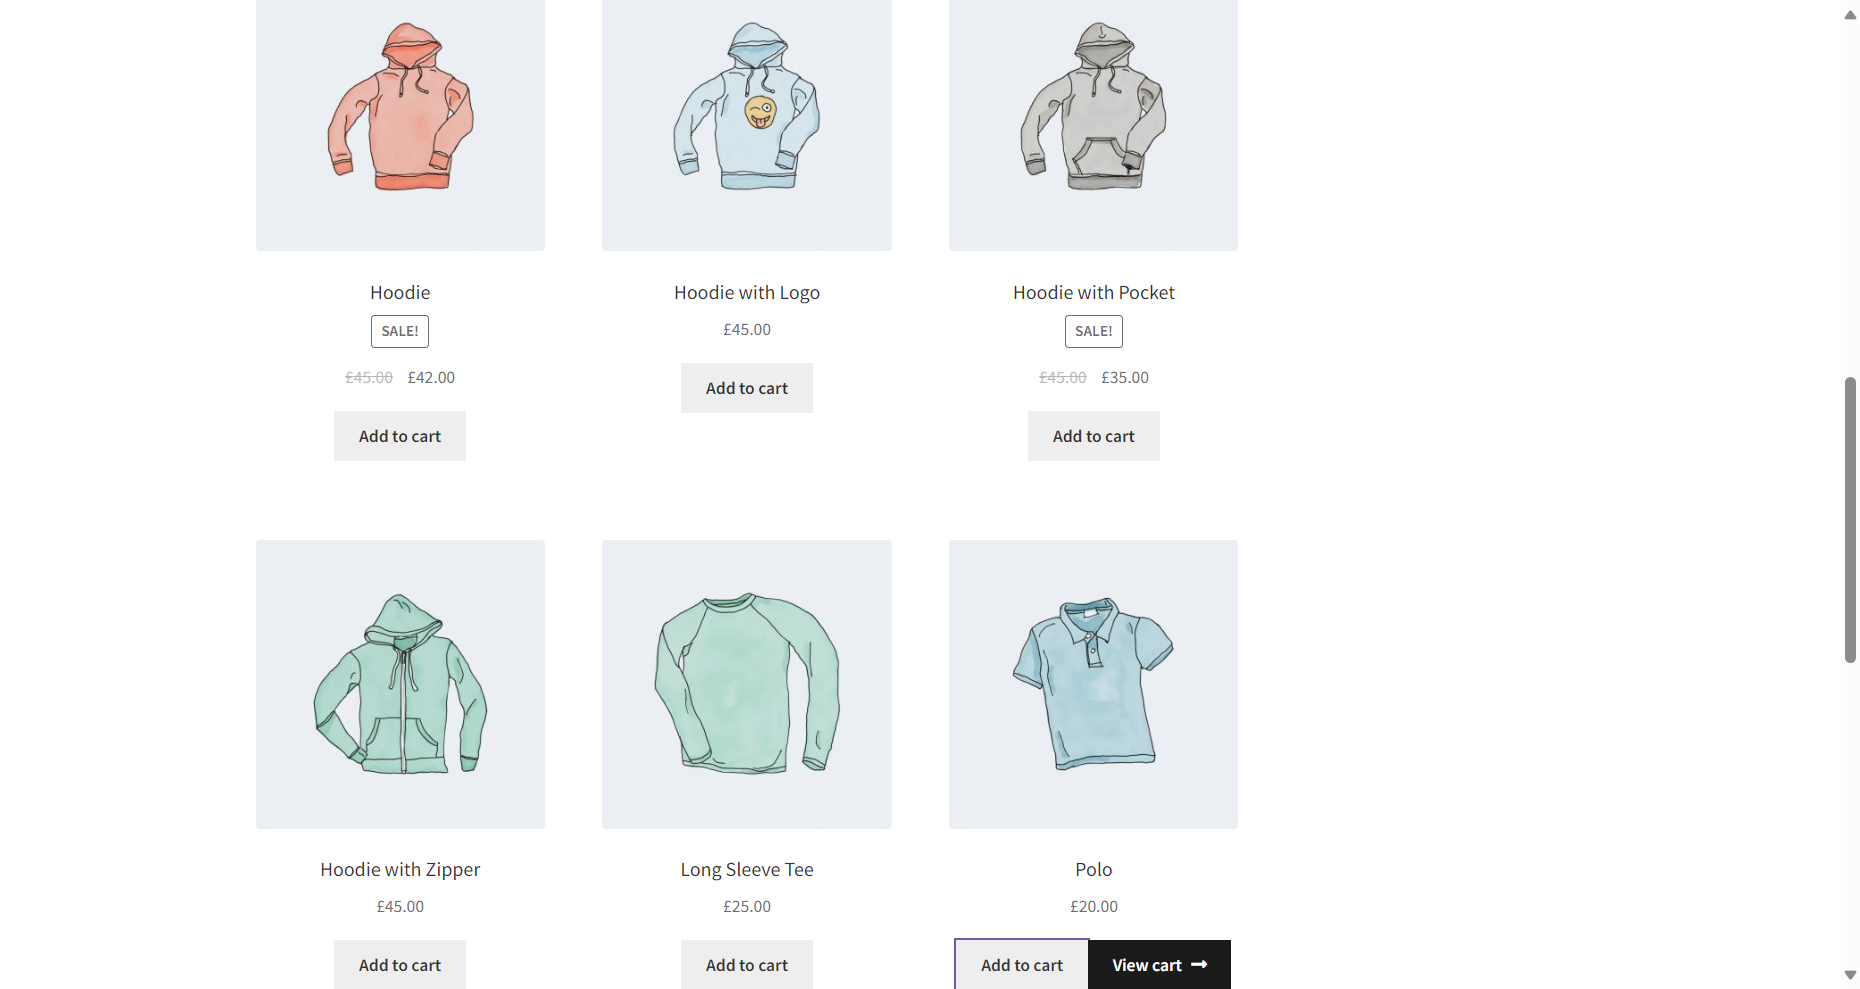 Hoodie
SALE!
£45.00 £42.00
Add to cart
Hoodie with Logo
£45.00
Add to cart
Hoodie with Pocket
SALE!
£45.00 £35.00
Add to cart
Hoodie with Zipper
£45.00
Add to cart
Long Sleeve Tee
£25.00
Add to cart
Polo
£20.00
Add to cart
View cart